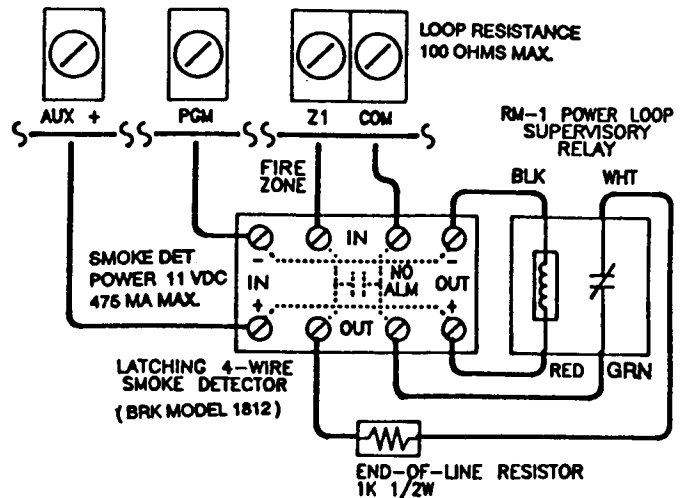 LOOP RESISTANCE
100 OHMS MAX.
AUX +
PGM
Z1
COM
RM-1 POWER LOOP
SUPERVISORY
RELAY
FIRE
ZONE
BLK
WHT
SMOKE DET.
POWER 11 VDC
475 MA MAX.
IN
-
-
IN
NO
ALM
OUT
+
+
OUT
RED
GRN
LATCHING 4-WIRE
SMOKE DETECTOR
(BRK MODEL 1812)
END-OF-LINE RESISTOR
1K 1/2W